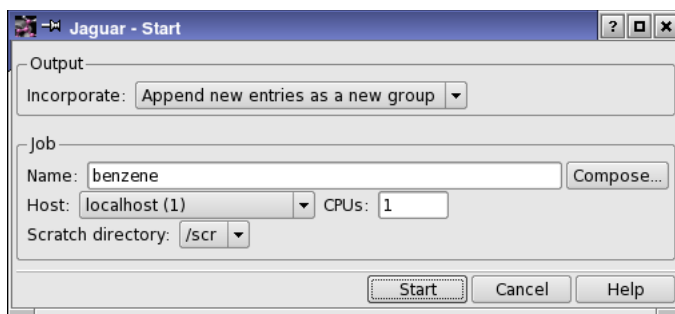 Jaguar - Start
Output
Incorporate: Append new entries as a new group
Job
Name: benzene Compose...
Host: localhost (1) CPUs: 1
Scratch directory: /scr
Start Cancel Help